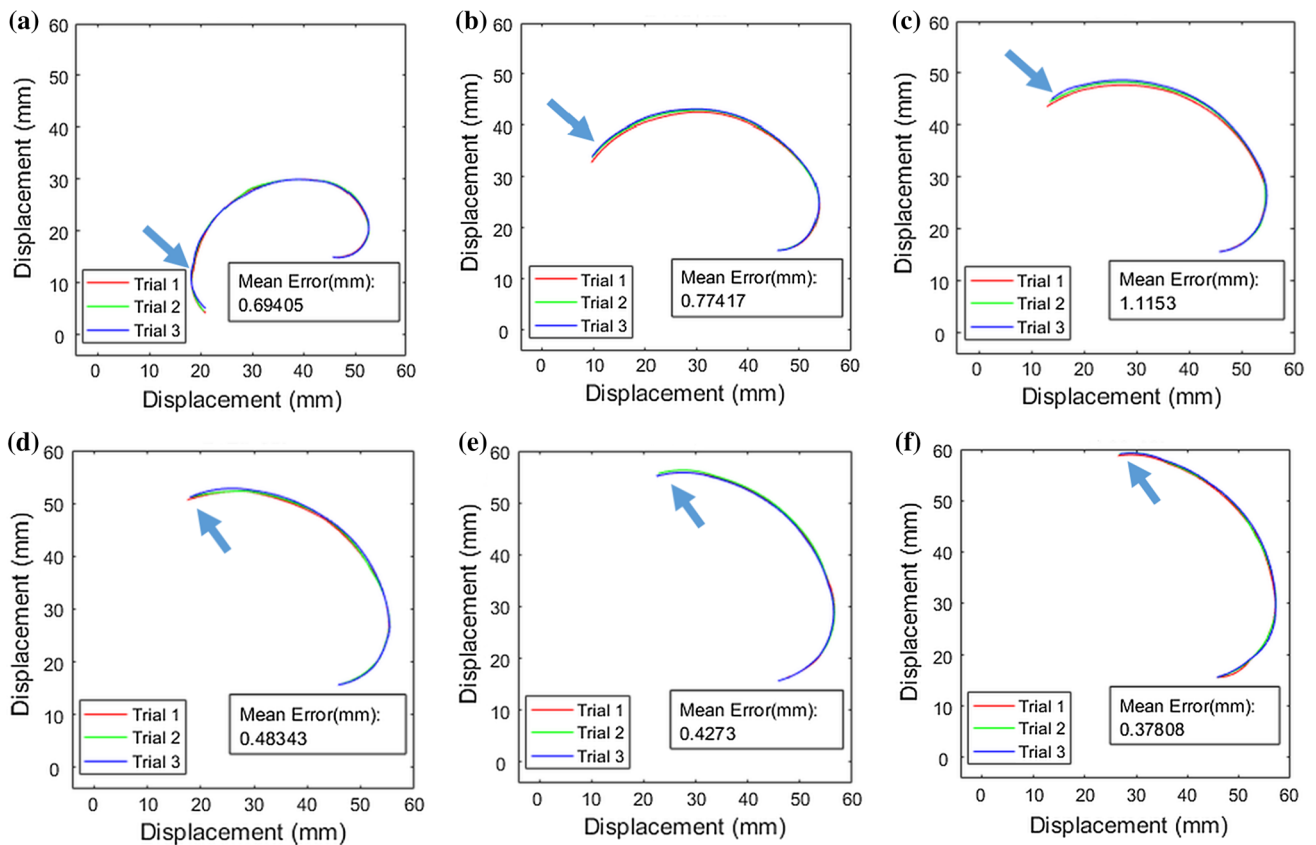 (a)
60
50
40
30
20
10
0
Displacement (mm)
Trial 1
Trial 2
Trial 3
Mean Error(mm):
0.69405
0 10 20 30 40 50 60
Displacement (mm)
(b)
60
50
40
30
20
10
0
Displacement (mm)
Trial 1
Trial 2
Trial 3
Mean Error(mm):
0.77417
0 10 20 30 40 50 60
Displacement (mm)
(c)
60
50
40
30
20
10
0
Displacement (mm)
Trial 1
Trial 2
Trial 3
Mean Error(mm):
1.1153
0 10 20 30 40 50 60
Displacement (mm)
(d)
60
50
40
30
20
10
0
Displacement (mm)
Trial 1
Trial 2
Trial 3
Mean Error(mm):
0.48343
0 10 20 30 40 50 60
Displacement (mm)
(e)
60
50
40
30
20
10
0
Displacement (mm)
Trial 1
Trial 2
Trial 3
Mean Error(mm):
0.4273
0 10 20 30 40 50 60
Displacement (mm)
(f)
60
50
40
30
20
10
0
Displacement (mm)
Trial 1
Trial 2
Trial 3
Mean Error(mm):
0.37808
0 10 20 30 40 50 60
Displacement (mm)